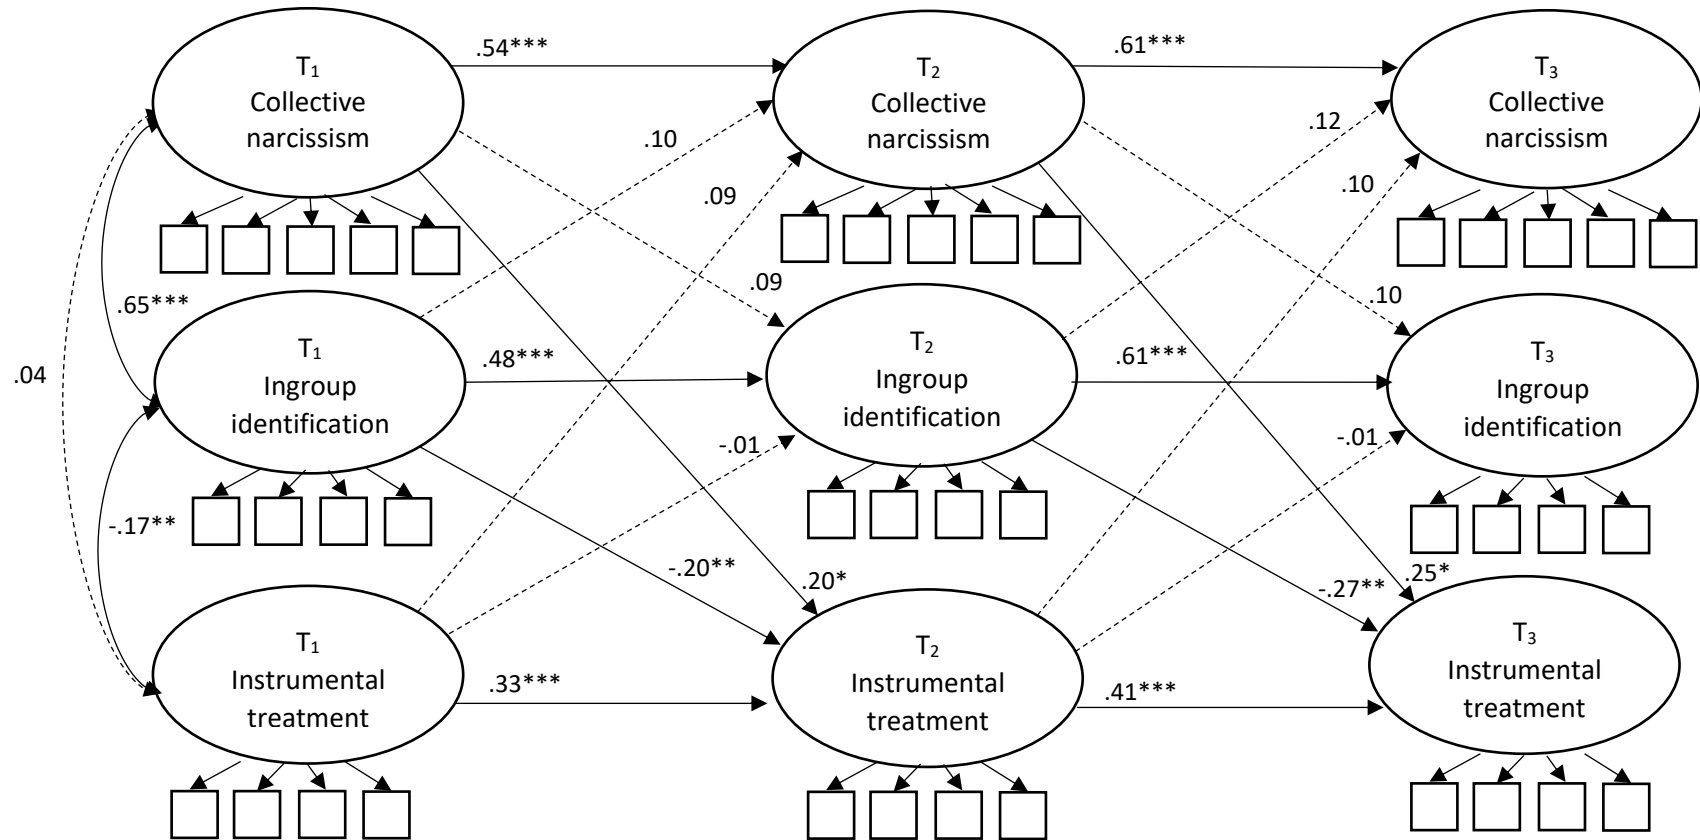 T₁
Collective
narcissism
.54***
T₂
Collective
narcissism
.61***
T₃
Collective
narcissism
.10
.09
.12
.10
.65***
.09
.10
.04
T₁
Ingroup
identification
.48***
T₂
Ingroup
identification
.61***
T₃
Ingroup
identification
-.01
-.01
-.17**
-.20**
.20*
-.27**
.25*
T₁
Instrumental
treatment
.33***
T₂
Instrumental
treatment
.41***
T₃
Instrumental
treatment